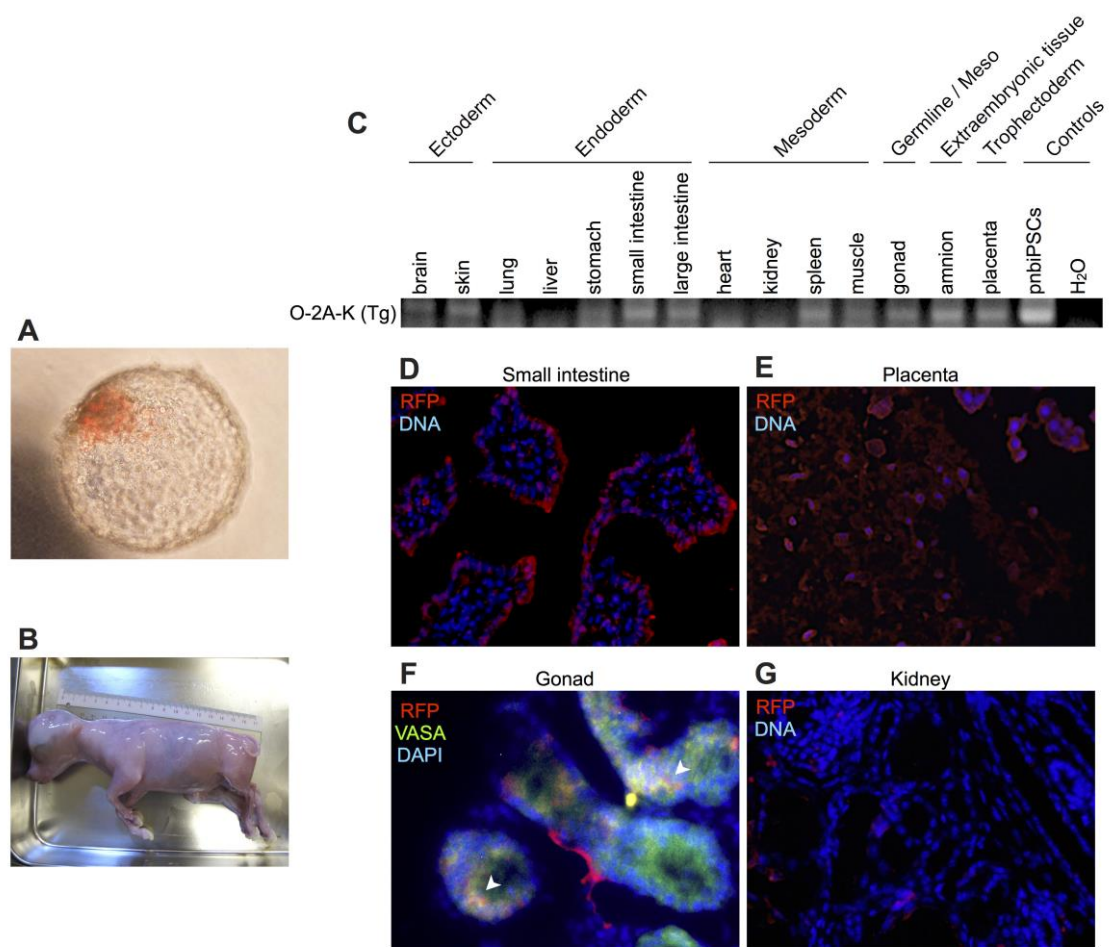 C
Ectoderm
Endoderm
Mesoderm
Germline / Meso
Extraembryonic tissue
Trophectoderm
Controls
brain
skin
lung
liver
stomach
small intestine
large intestine
heart
kidney
spleen
muscle
gonad
amnion
placenta
pnbiPSCs
H₂O
O-2A-K (Tg)
A
B
D Small intestine
RFP
DNA
E Placenta
RFP
DNA
F Gonad
RFP
VASA
DAPI
G Kidney
RFP
DNA